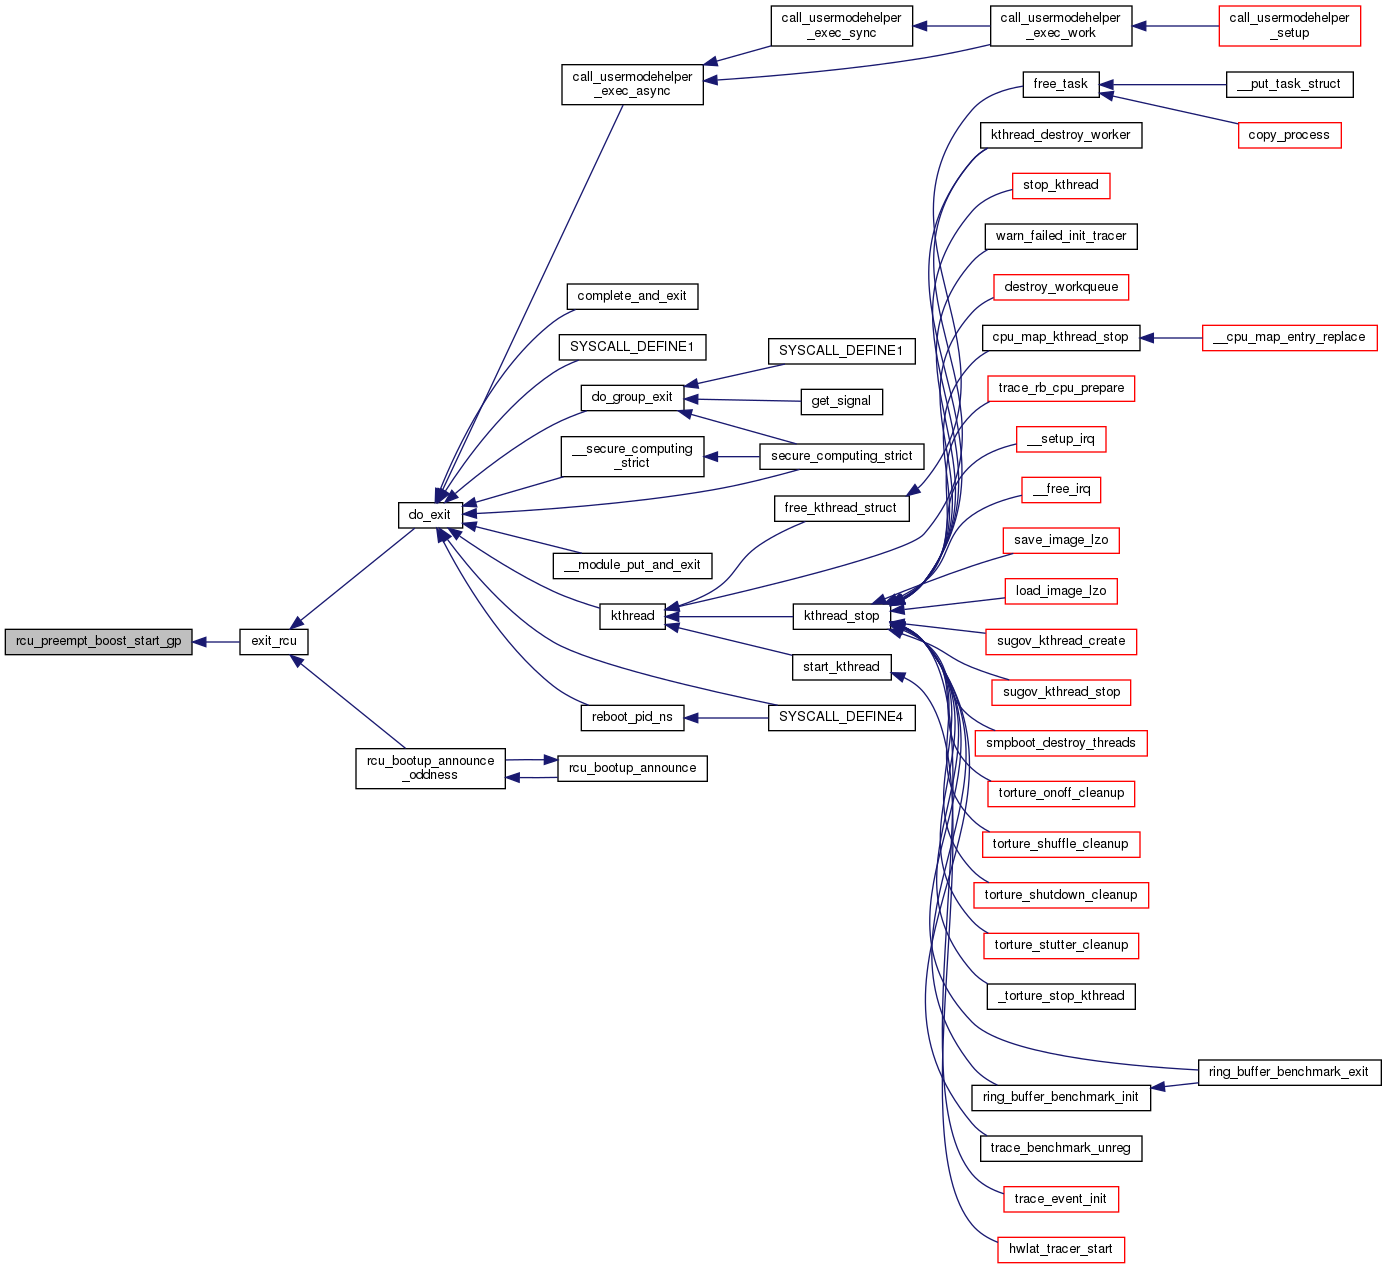 call_usermodehelper
_exec_sync
call_usermodehelper
_exec_work
call_usermodehelper
_setup
call_usermodehelper
_exec_async
free_task
__put_task_struct
kthread_destroy_worker
copy_process
stop_kthread
warn_failed_init_tracer
destroy_workqueue
complete_and_exit
cpu_map_kthread_stop
__cpu_map_entry_replace
SYSCALL_DEFINE1
SYSCALL_DEFINE1
trace_rb_cpu_prepare
do_group_exit
get_signal
__setup_irq
__secure_computing
_strict
secure_computing_strict
__free_irq
free_kthread_struct
do_exit
save_image_lzo
__module_put_and_exit
load_image_lzo
kthread
kthread_stop
rcu_preempt_boost_start_gp
exit_rcu
sugov_kthread_create
start_kthread
sugov_kthread_stop
reboot_pid_ns
SYSCALL_DEFINE4
smpboot_destroy_threads
rcu_bootup_announce
_oddness
rcu_bootup_announce
torture_onoff_cleanup
torture_shuffle_cleanup
torture_shutdown_cleanup
torture_stutter_cleanup
_torture_stop_kthread
ring_buffer_benchmark_exit
ring_buffer_benchmark_init
trace_benchmark_unreg
trace_event_init
hwlat_tracer_start